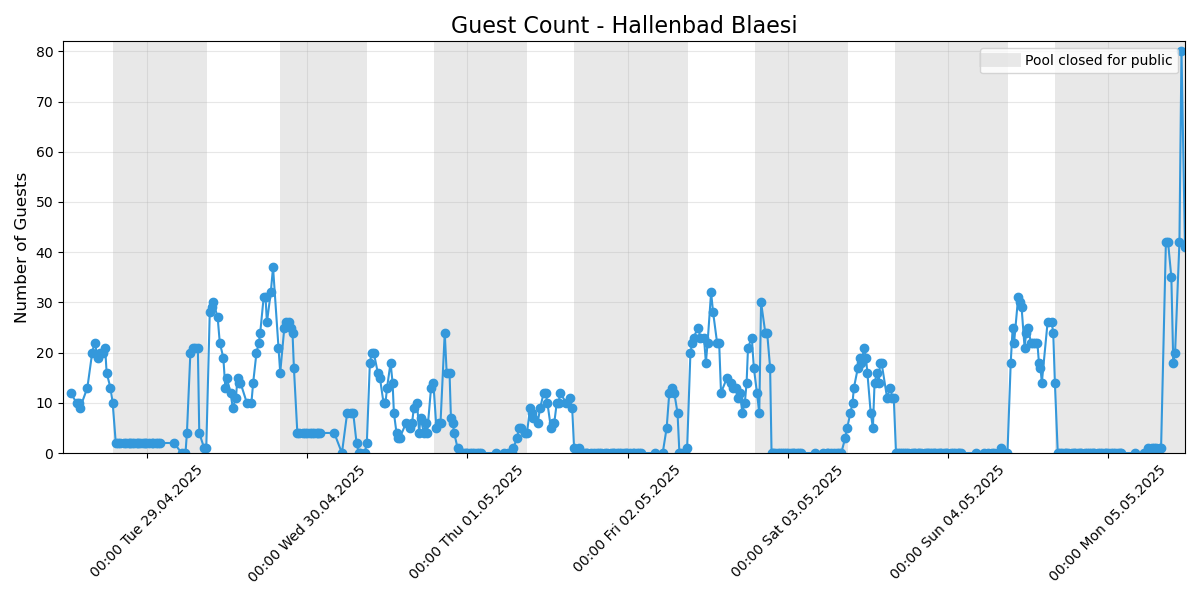 Guest Count - Hallenbad Blaesi
Pool closed for public
Number of Guests
80
70
60
50
40
30
20
10
0
00:00 Tue 29.04.2025
00:00 Wed 30.04.2025
00:00 Thu 01.05.2025
00:00 Fri 02.05.2025
00:00 Sat 03.05.2025
00:00 Sun 04.05.2025
00:00 Mon 05.05.2025